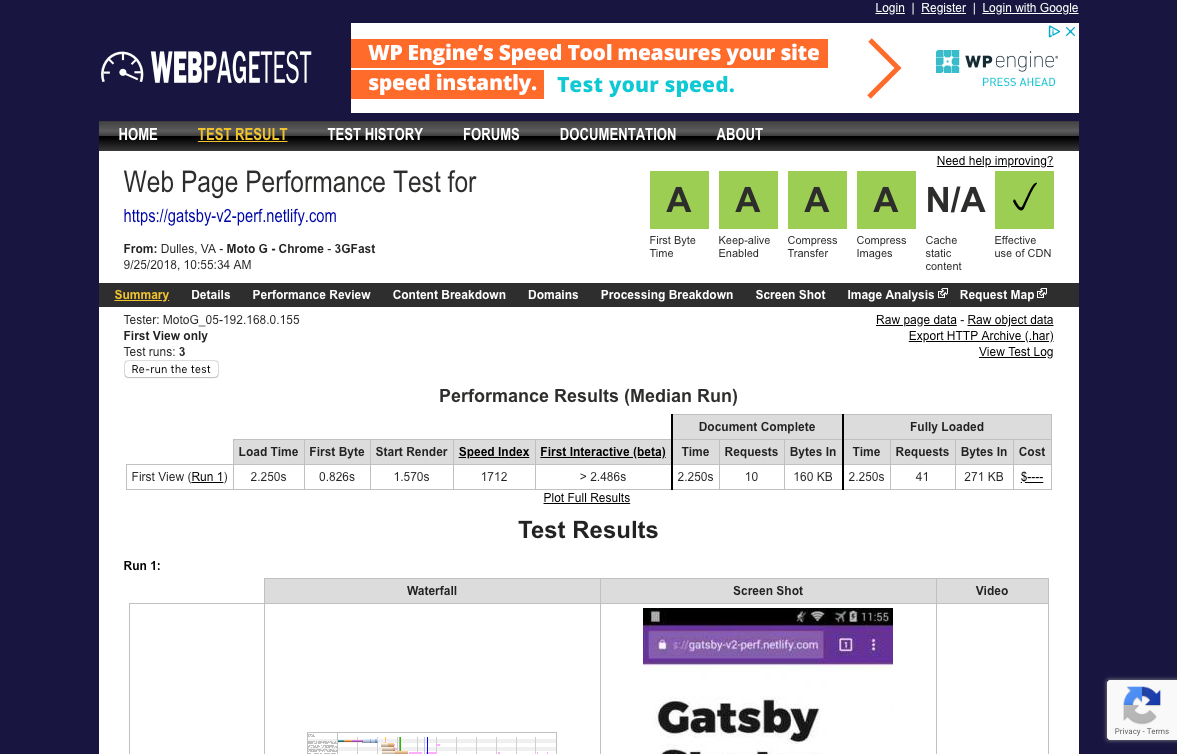 Login | Register | Login with Google
WEBPAGETEST
WP Engine's Speed Tool measures your site
speed instantly. Test your speed.
WP engine
PRESS AHEAD
HOME TEST RESULT TEST HISTORY FORUMS DOCUMENTATION ABOUT
Need help improving?
Web Page Performance Test for
https://gatsby-v2-perf.netlify.com
From: Dulles, VA - Moto G - Chrome - 3GFast
9/25/2018, 10:55:34 AM
A A A A N/A ✓
First Byte Time
Keep-alive Enabled
Compress Transfer
Compress Images
Cache static content
Effective use of CDN
Summary Details Performance Review Content Breakdown Domains Processing Breakdown Screen Shot Image Analysis Request Map
Tester: MotoG_05-192.168.0.155
First View only
Test runs: 3
Re-run the test
Raw page data - Raw object data
Export HTTP Archive (.har)
View Test Log
Performance Results (Median Run)
Document Complete Fully Loaded
Load Time First Byte Start Render Speed Index First Interactive (beta) Time Requests Bytes In Time Requests Bytes In Cost
First View (Run 1) 2.250s 0.826s 1.570s 1712 > 2.486s 2.250s 10 160 KB 2.250s 41 271 KB $----
Plot Full Results
Test Results
Run 1:
Waterfall Screen Shot Video
11:55
s://gatsby-v2-perf.netlify.com 1
Gatsby
Privacy - Terms